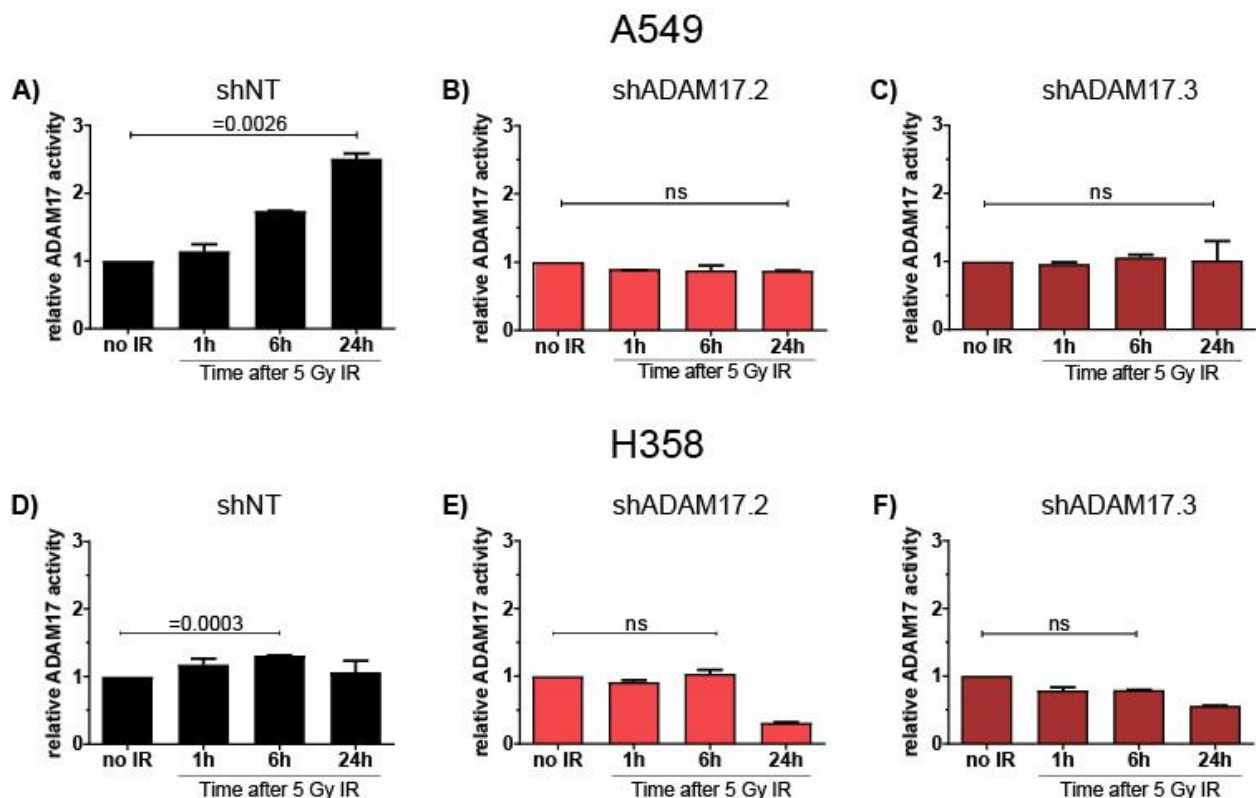 A549
A)
shNT
relative ADAM17 activity
3
2
1
0
=0.0026
no IR 1h 6h 24h
Time after 5 Gy IR
B)
shADAM17.2
relative ADAM17 activity
3
2
1
0
ns
no IR 1h 6h 24h
Time after 5 Gy IR
C)
shADAM17.3
relative ADAM17 activity
3
2
1
0
ns
no IR 1h 6h 24h
Time after 5 Gy IR
H358
D)
shNT
relative ADAM17 activity
3
2
1
0
=0.0003
no IR 1h 6h 24h
Time after 5 Gy IR
E)
shADAM17.2
relative ADAM17 activity
3
2
1
0
ns
no IR 1h 6h 24h
Time after 5 Gy IR
F)
shADAM17.3
relative ADAM17 activity
3
2
1
0
ns
no IR 1h 6h 24h
Time after 5 Gy IR